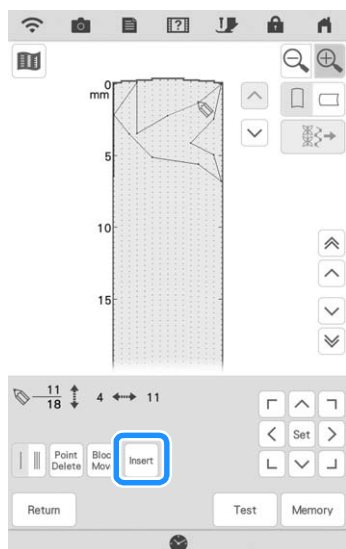 0
mm
5
10
15
11
18
4
11
Point
Delete
Bloc
Mov
Insert
Set
Return
Test
Memory